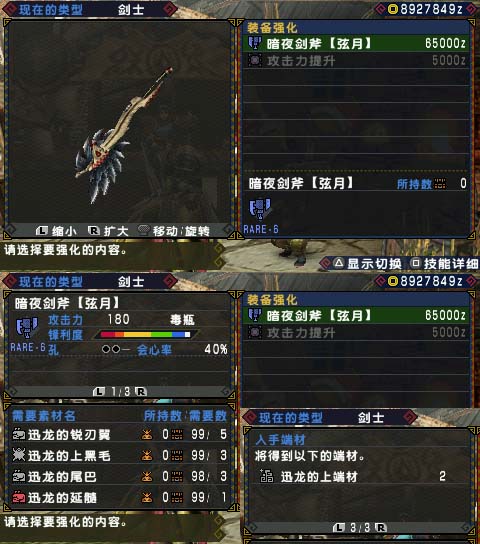 现在的类型 剑士
8927849z
装备强化
暗夜剑斧【弦月】 65000z
攻击力提升 5000z
暗夜剑斧【弦月】 所持数 0
RARE-6
L 缩小 R 扩大 移动/旋转
请选择要强化的内容。
△显示切换 □技能详细
现在的类型 剑士
8927849z
暗夜剑斧【弦月】
攻击力 180 毒瓶
锋利度
RARE-6 孔 ○○— 会心率 40%
L 1/3 R
装备强化
暗夜剑斧【弦月】 65000z
攻击力提升 5000z
需要素材名 所持数/需要数
迅龙的锐刃翼 0 99/ 5
迅龙的上黑毛 0 99/ 3
迅龙的尾巴 0 98/ 3
迅龙的延髓 0 99/ 1
请选择要强化的内容。
现在的类型 剑士
入手端材
将得到以下的端材。
迅龙的上端材 2
L 3/3 R